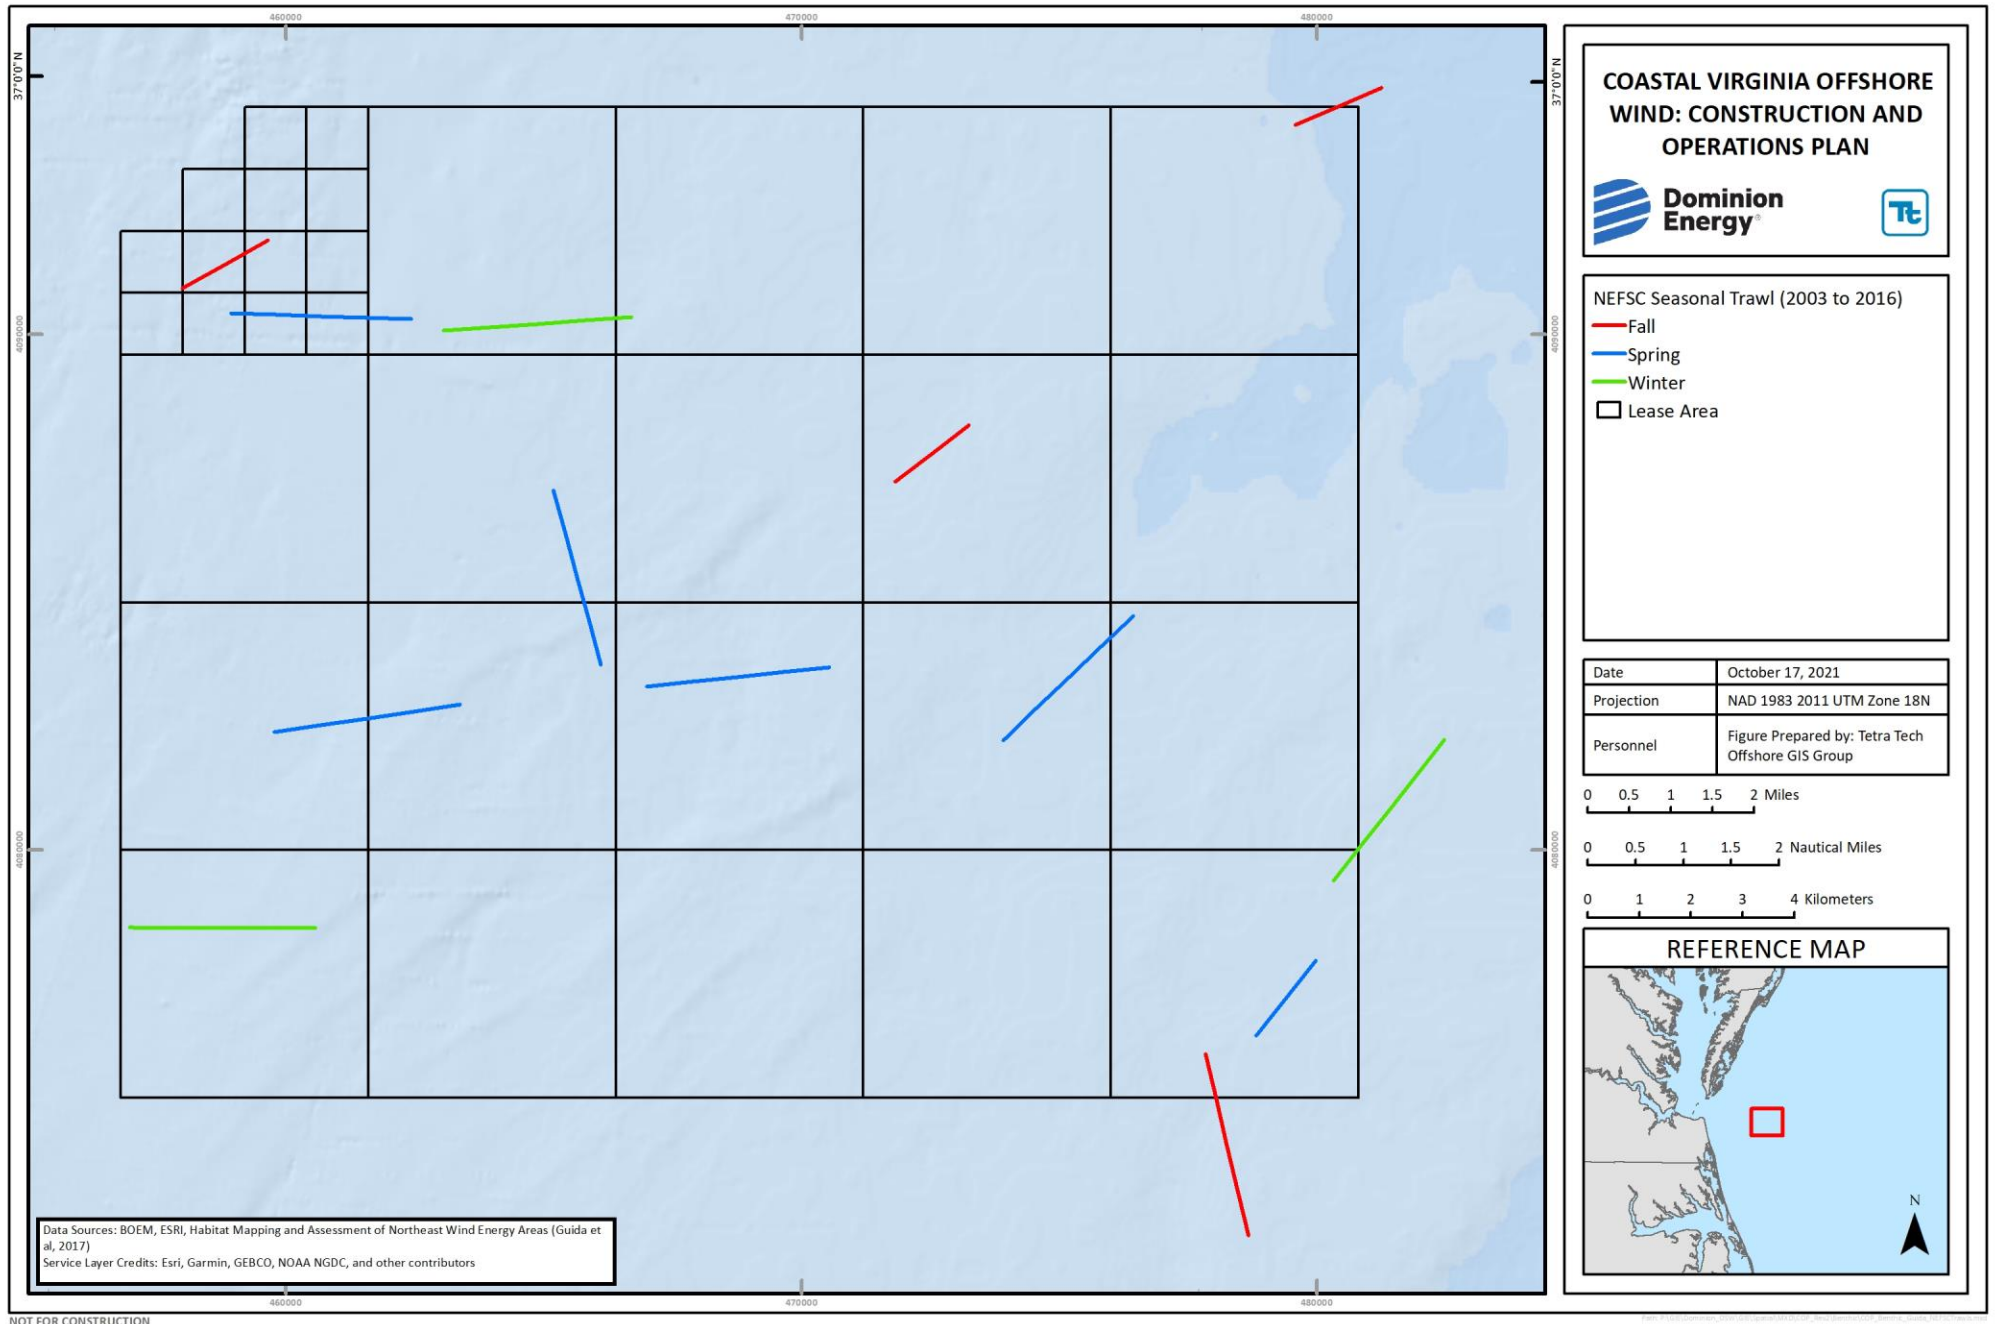 460000
470000
480000
37°0'0"N
37°0'0"N
4090000
4090000
4080000
4080000
460000
470000
480000
Data Sources: BOEM, ESRI, Habitat Mapping and Assessment of Northeast Wind Energy Areas (Guida et
al, 2017)
Service Layer Credits: Esri, Garmin, GEBCO, NOAA NGDC, and other contributors
NOT FOR CONSTRUCTION
COASTAL VIRGINIA OFFSHORE
WIND: CONSTRUCTION AND
OPERATIONS PLAN
Dominion
Energy®
Tt
NEFSC Seasonal Trawl (2003 to 2016)
Fall
Spring
Winter
Lease Area
Date October 17, 2021
Projection NAD 1983 2011 UTM Zone 18N
Personnel Figure Prepared by: Tetra Tech
Offshore GIS Group
0 0.5 1 1.5 2 Miles
0 0.5 1 1.5 2 Nautical Miles
0 1 2 3 4 Kilometers
REFERENCE MAP
N